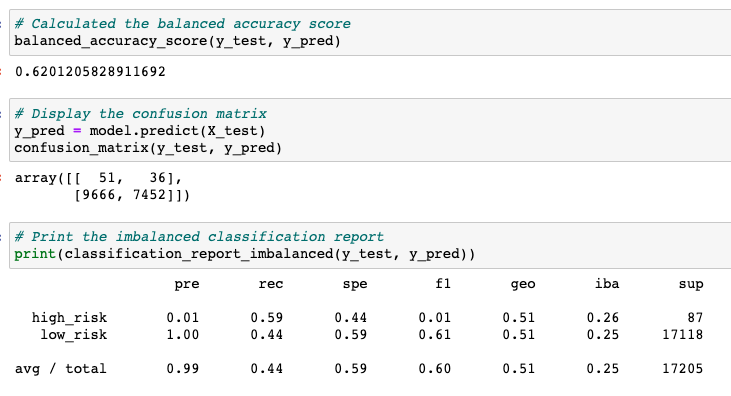 # Calculated the balanced accuracy score
balanced_accuracy_score(y_test, y_pred)
0.6201205828911692
# Display the confusion matrix
y_pred = model.predict(X_test)
confusion_matrix(y_test, y_pred)
array([[  51,   36],
       [9666, 7452]])
# Print the imbalanced classification report
print(classification_report_imbalanced(y_test, y_pred))
pre rec spe f1 geo iba sup
high_risk 0.01 0.59 0.44 0.01 0.51 0.26 87
low_risk 1.00 0.44 0.59 0.61 0.51 0.25 17118
avg / total 0.99 0.44 0.59 0.60 0.51 0.25 17205